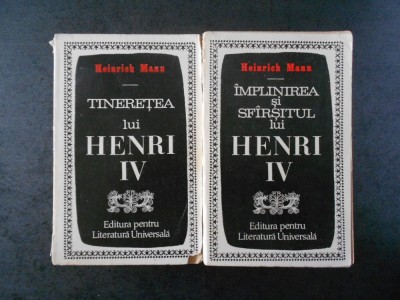 Heinrich Mann
TINEREȚEA
lui
HENRI
IV
Editura pentru
Literatură Universală
Heinrich Mann
ÎMPLINIREA
și
SFÎRȘITUL
lui
HENRI
IV
Editura pentru
Literatură Universală